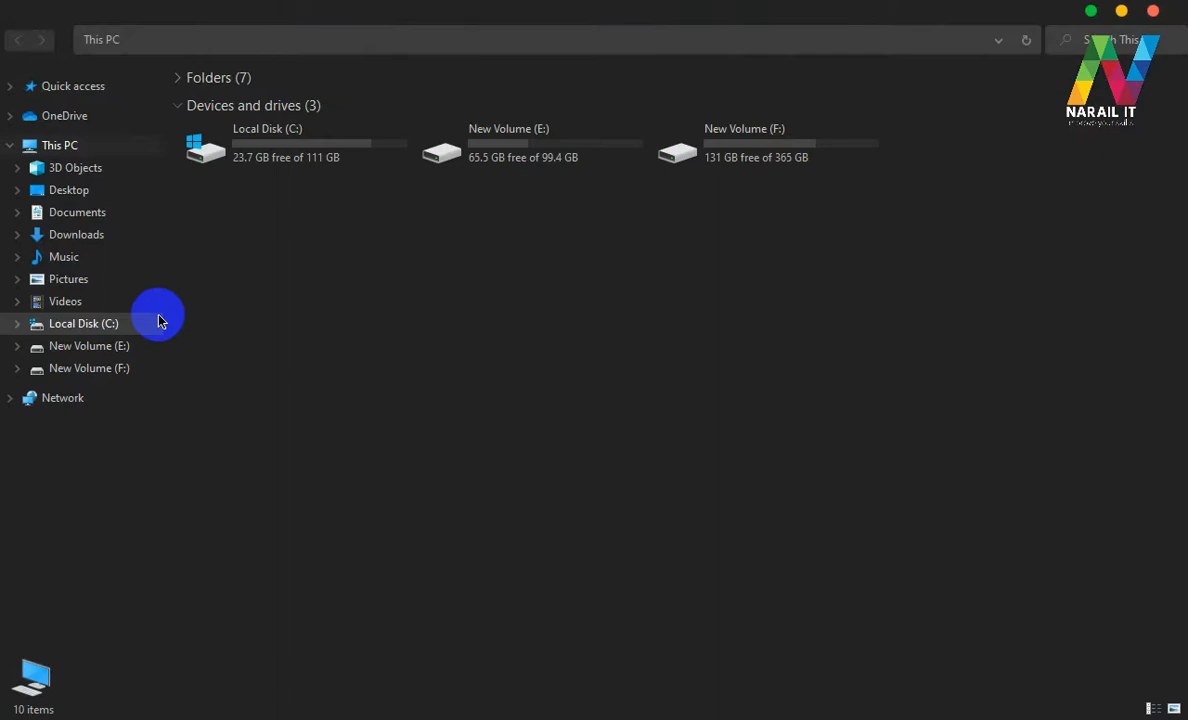 This PC
Quick access
OneDrive
This PC
3D Objects
Desktop
Documents
Downloads
Music
Pictures
Videos
Local Disk (C:)
New Volume (E:)
New Volume (F:)
Network
Folders (7)
Devices and drives (3)
Local Disk (C:)
23.7 GB free of 111 GB
New Volume (E:)
65.5 GB free of 99.4 GB
New Volume (F:)
131 GB free of 365 GB
NARAIL IT
10 items